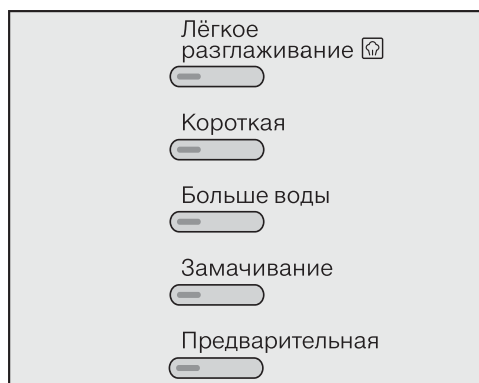 Лёгкое
разглаживание
Короткая
Больше воды
Замачивание
Предварительная